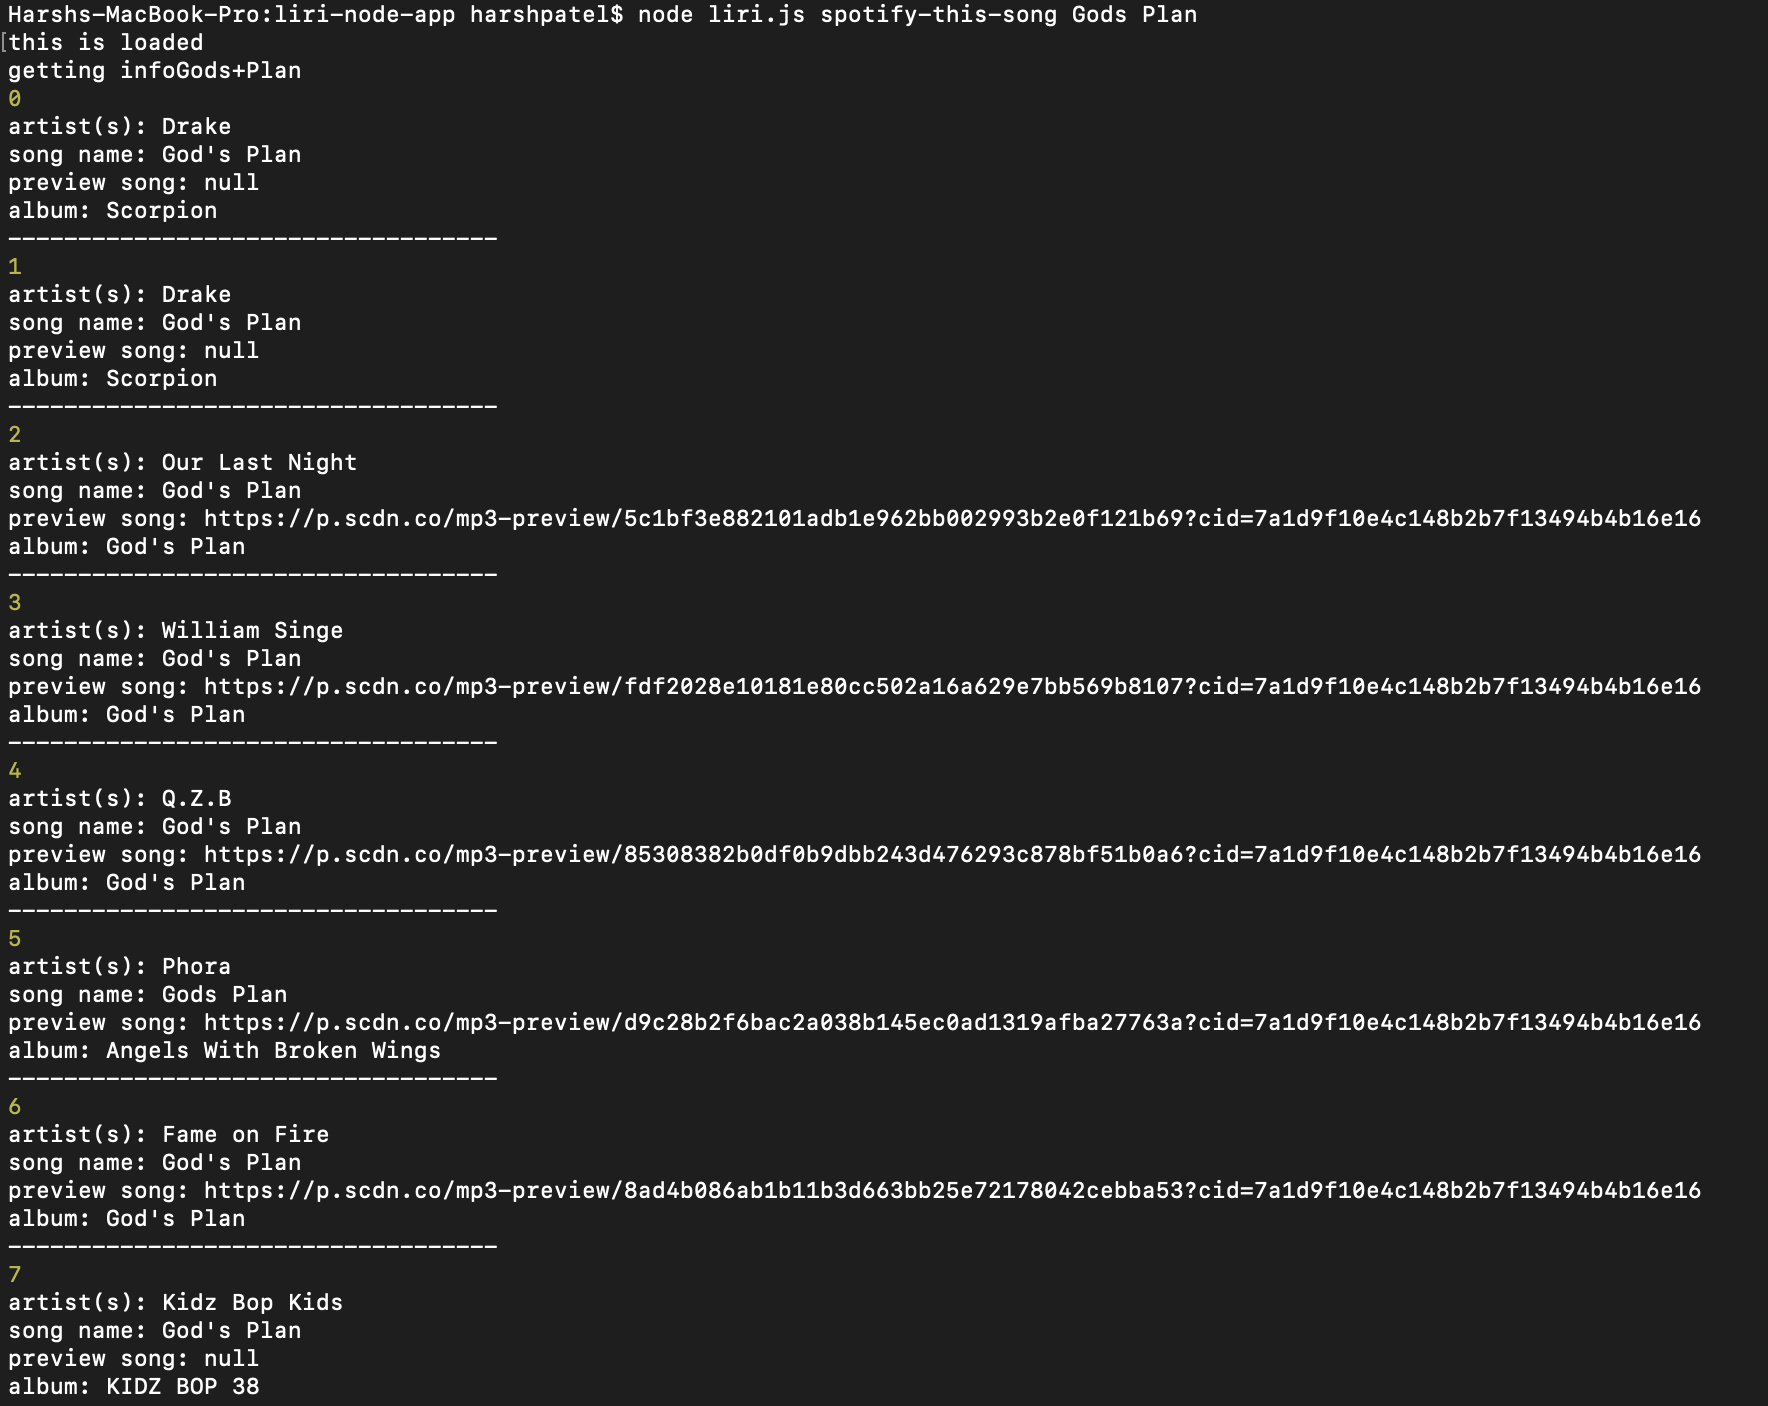 Harshs-MacBook-Pro:liri-node-app harshpatel$ node liri.js spotify-this-song Gods Plan
[this is loaded
getting infoGods+Plan
0
artist(s): Drake
song name: God's Plan
preview song: null
album: Scorpion
-----------------------------------
1
artist(s): Drake
song name: God's Plan
preview song: null
album: Scorpion
-----------------------------------
2
artist(s): Our Last Night
song name: God's Plan
preview song: https://p.scdn.co/mp3-preview/5c1bf3e882101adb1e962bb002993b2e0f121b69?cid=7a1d9f10e4c148b2b7f13494b4b16e16
album: God's Plan
-----------------------------------
3
artist(s): William Singe
song name: God's Plan
preview song: https://p.scdn.co/mp3-preview/fdf2028e10181e80cc502a16a629e7bb569b8107?cid=7a1d9f10e4c148b2b7f13494b4b16e16
album: God's Plan
-----------------------------------
4
artist(s): Q.Z.B
song name: God's Plan
preview song: https://p.scdn.co/mp3-preview/85308382b0df0b9dbb243d476293c878bf51b0a6?cid=7a1d9f10e4c148b2b7f13494b4b16e16
album: God's Plan
-----------------------------------
5
artist(s): Phora
song name: Gods Plan
preview song: https://p.scdn.co/mp3-preview/d9c28b2f6bac2a038b145ec0ad1319afba27763a?cid=7a1d9f10e4c148b2b7f13494b4b16e16
album: Angels With Broken Wings
-----------------------------------
6
artist(s): Fame on Fire
song name: God's Plan
preview song: https://p.scdn.co/mp3-preview/8ad4b086ab1b11b3d663bb25e72178042cebba53?cid=7a1d9f10e4c148b2b7f13494b4b16e16
album: God's Plan
-----------------------------------
7
artist(s): Kidz Bop Kids
song name: God's Plan
preview song: null
album: KIDZ BOP 38